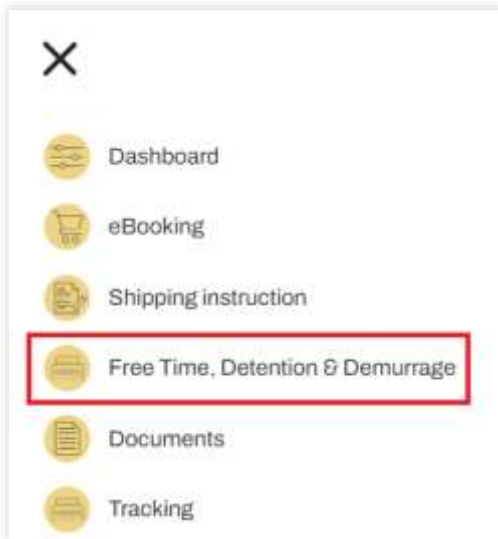 Dashboard
eBooking
Shipping instruction
Free Time, Detention & Demurrage
Documents
Tracking